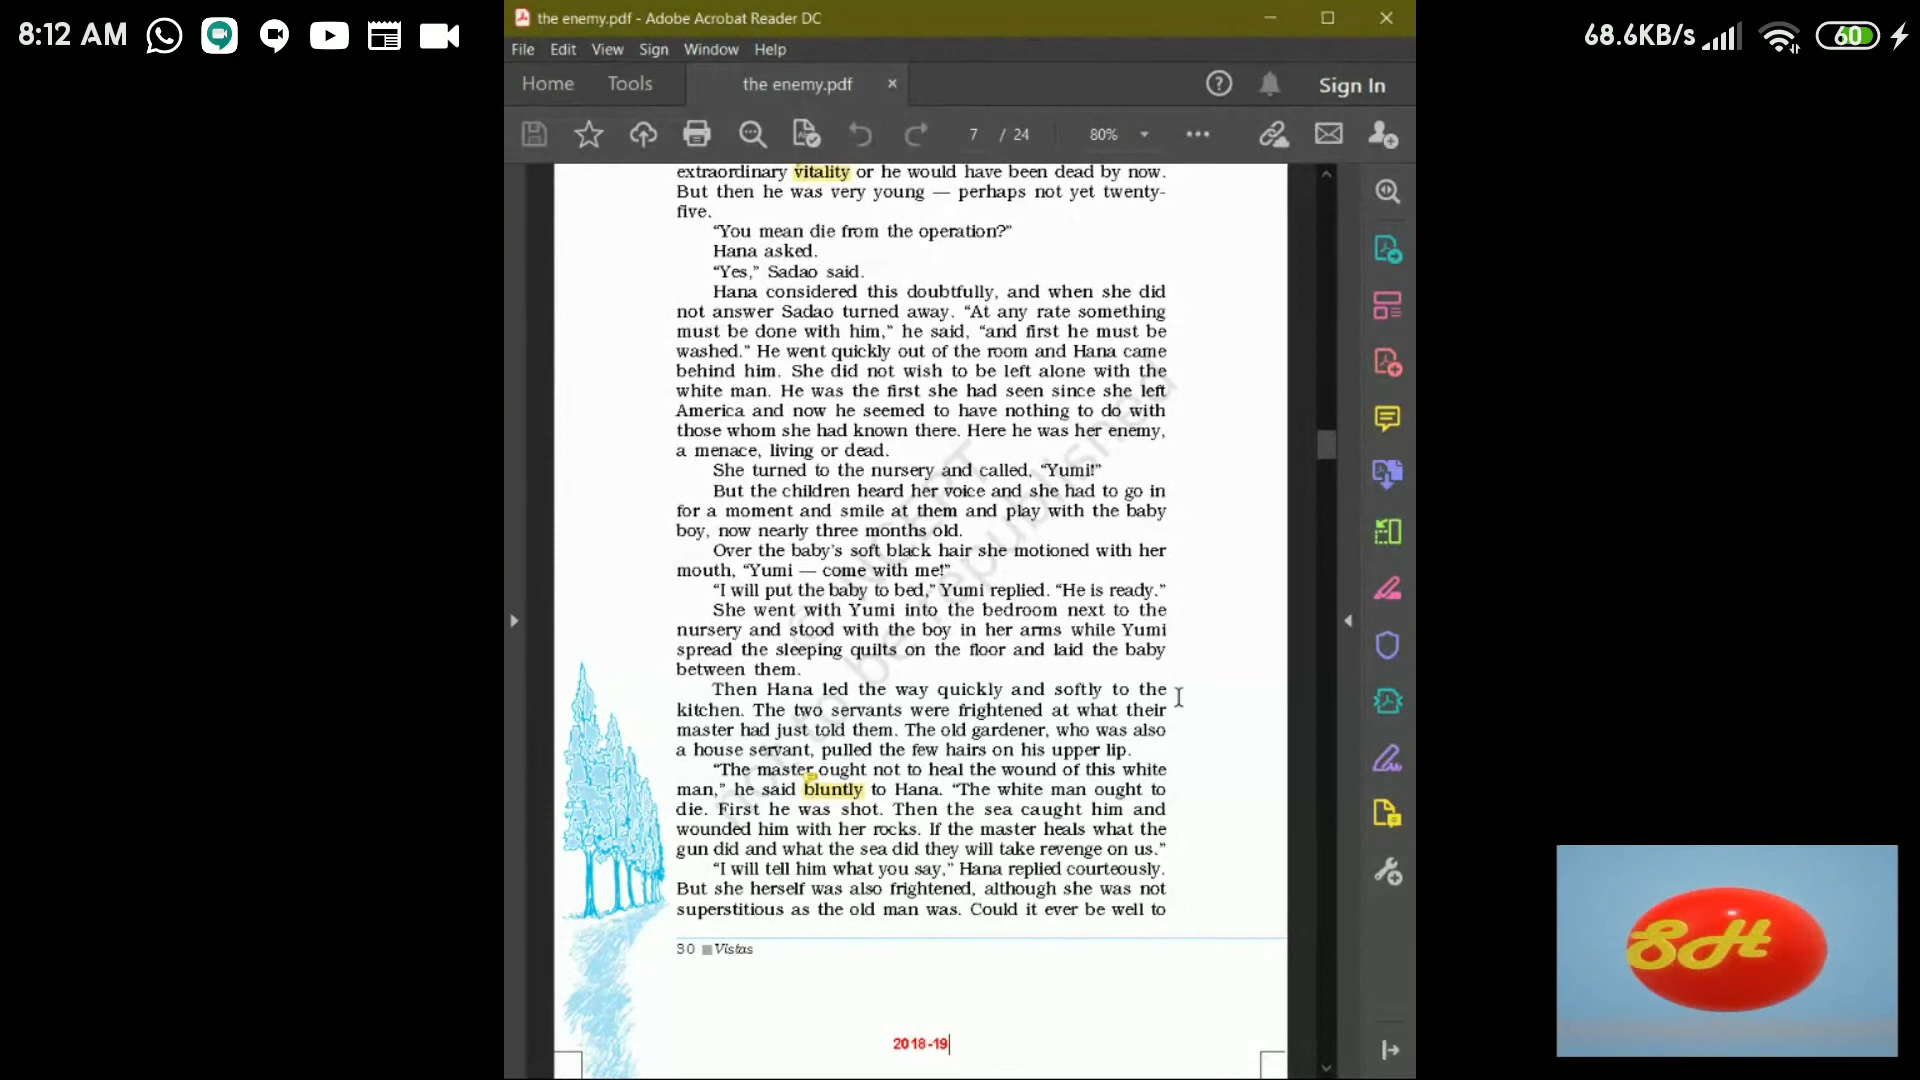 8:12 AM
68.6KB/s
60
the enemy.pdf - Adobe Acrobat Reader DC
File Edit View Sign Window Help
Home Tools the enemy.pdf Sign In
7 / 24 80%
extraordinary vitality or he would have been dead by now.
But then he was very young — perhaps not yet twenty-
five.
“You mean die from the operation?”
Hana asked.
“Yes,” Sadao said.
Hana considered this doubtfully, and when she did
not answer Sadao turned away. “At any rate something
must be done with him,” he said, “and first he must be
washed.” He went quickly out of the room and Hana came
behind him. She did not wish to be left alone with the
white man. He was the first she had seen since she left
America and now he seemed to have nothing to do with
those whom she had known there. Here he was her enemy,
a menace, living or dead.
She turned to the nursery and called, “Yumi!”
But the children heard her voice and she had to go in
for a moment and smile at them and play with the baby
boy, now nearly three months old.
Over the baby’s soft black hair she motioned with her
mouth, “Yumi — come with me!”
“I will put the baby to bed,” Yumi replied. “He is ready.”
She went with Yumi into the bedroom next to the
nursery and stood with the boy in her arms while Yumi
spread the sleeping quilts on the floor and laid the baby
between them.
Then Hana led the way quickly and softly to the
kitchen. The two servants were frightened at what their
master had just told them. The old gardener, who was also
a house servant, pulled the few hairs on his upper lip.
“The master ought not to heal the wound of this white
man,” he said bluntly to Hana. “The white man ought to
die. First he was shot. Then the sea caught him and
wounded him with her rocks. If the master heals what the
gun did and what the sea did they will take revenge on us.”
“I will tell him what you say,” Hana replied courteously.
But she herself was also frightened, although she was not
superstitious as the old man was. Could it ever be well to
© NCERT
not to be republished
30 Vistas
2018-19
SH